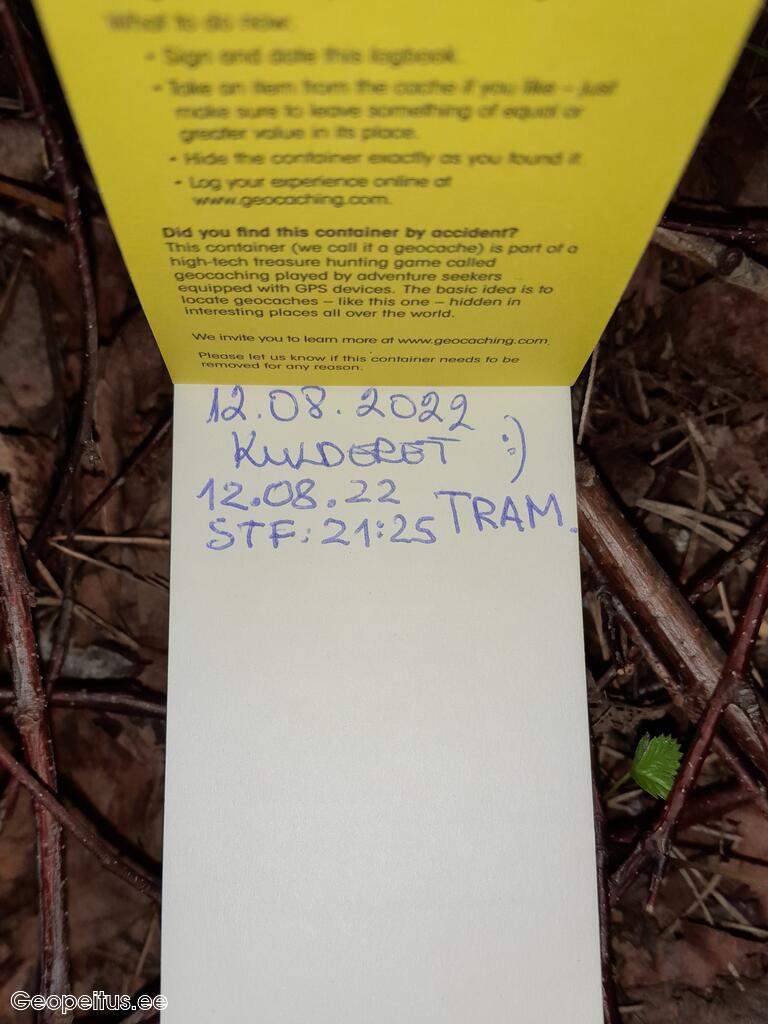 What to do now:
• Sign and date this logbook.
• Take an item from the cache if you like – just
make sure to leave something of equal or
greater value in its place.
• Hide the container exactly as you found it.
• Log your experience online at
www.geocaching.com.
Did you find this container by accident?
This container (we call it a geocache) is part of a
high-tech treasure hunting game called
geocaching played by adventure seekers
equipped with GPS devices. The basic idea is to
locate geocaches – like this one – hidden in
interesting places all over the world.
We invite you to learn more at www.geocaching.com.
Please let us know if this container needs to be
removed for any reason.
12.08.2022
KULDERET :)
12.08.22 TRAM.
STF: 21:25
Geopeitus.ee